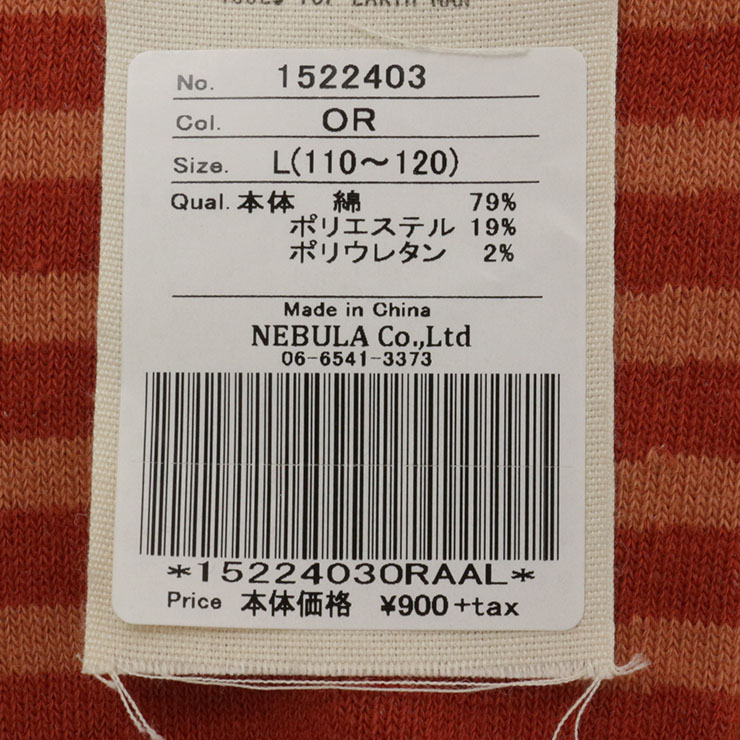 No. 1522403
Col. OR
Size. L(110～120)
Qual. 本体 綿 79%
ポリエステル 19%
ポリウレタン 2%
Made in China
NEBULA Co.,Ltd
06-6541-3373
*1522403ORAAL*
Price 本体価格 ¥900+tax